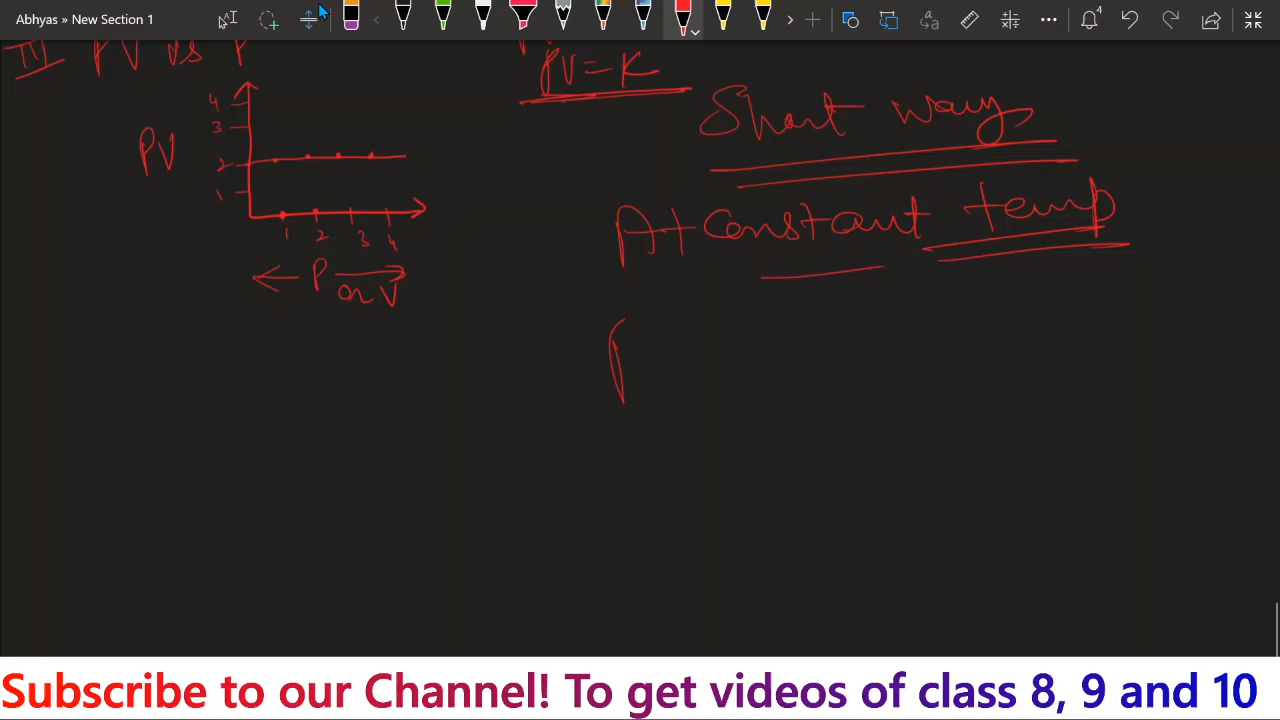 Abhyas » New Section 1
III PV vs P
PV = K
Short way
At constant temp
PV
4
3
2
1
1 2 3 4
P
or V
Subscribe to our Channel! To get videos of class 8, 9 and 10